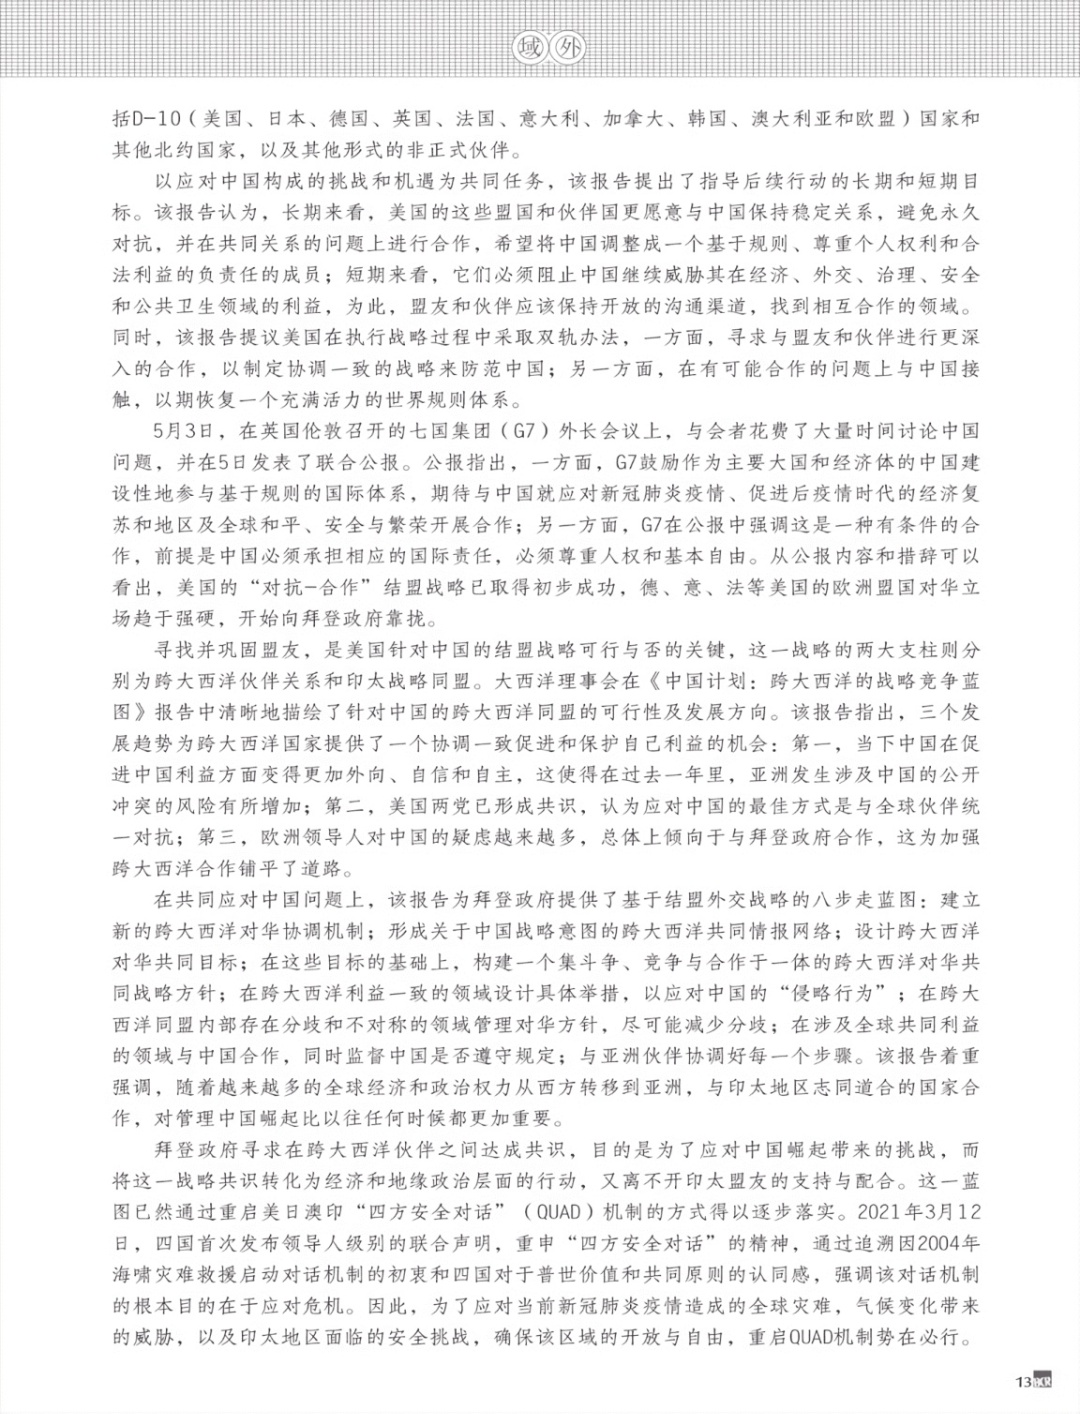 域外
括D-10（美国、日本、德国、英国、法国、意大利、加拿大、韩国、澳大利亚和欧盟）国家和
其他北约国家，以及其他形式的非正式伙伴。
以应对中国构成的挑战和机遇为共同任务，该报告提出了指导后续行动的长期和短期目
标。该报告认为，长期来看，美国的这些盟国和伙伴国更愿意与中国保持稳定关系，避免永久
对抗，并在共同关系的问题上进行合作，希望将中国调整成一个基于规则、尊重个人权利和合
法利益的负责任的成员；短期来看，它们必须阻止中国继续威胁其在经济、外交、治理、安全
和公共卫生领域的利益，为此，盟友和伙伴应该保持开放的沟通渠道，找到相互合作的领域。
同时，该报告提议美国在执行战略过程中采取双轨办法，一方面，寻求与盟友和伙伴进行更深
入的合作，以制定协调一致的战略来防范中国；另一方面，在有可能合作的问题上与中国接
触，以期恢复一个充满活力的世界规则体系。
5月3日，在英国伦敦召开的七国集团（G7）外长会议上，与会者花费了大量时间讨论中国
问题，并在5日发表了联合公报。公报指出，一方面，G7鼓励作为主要大国和经济体的中国建
设性地参与基于规则的国际体系，期待与中国就应对新冠肺炎疫情、促进后疫情时代的经济复
苏和地区及全球和平、安全与繁荣开展合作；另一方面，G7在公报中强调这是一种有条件的合
作，前提是中国必须承担相应的国际责任，必须尊重人权和基本自由。从公报内容和措辞可以
看出，美国的“对抗-合作”结盟战略已取得初步成功，德、意、法等美国的欧洲盟国对华立
场趋于强硬，开始向拜登政府靠拢。
寻找并巩固盟友，是美国针对中国的结盟战略可行与否的关键，这一战略的两大支柱则分
别为跨大西洋伙伴关系和印太战略同盟。大西洋理事会在《中国计划：跨大西洋的战略竞争蓝
图》报告中清晰地描绘了针对中国的跨大西洋同盟的可行性及发展方向。该报告指出，三个发
展趋势为跨大西洋国家提供了一个协调一致促进和保护自己利益的机会：第一，当下中国在促
进中国利益方面变得更加外向、自信和自主，这使得在过去一年里，亚洲发生涉及中国的公开
冲突的风险有所增加；第二，美国两党已形成共识，认为应对中国的最佳方式是与全球伙伴统
一对抗；第三，欧洲领导人对中国的疑虑越来越多，总体上倾向于与拜登政府合作，这为加强
跨大西洋合作铺平了道路。
在共同应对中国问题上，该报告为拜登政府提供了基于结盟外交战略的八步走蓝图：建立
新的跨大西洋对华协调机制；形成关于中国战略意图的跨大西洋共同情报网络；设计跨大西洋
对华共同目标；在这些目标的基础上，构建一个集斗争、竞争与合作于一体的跨大西洋对华共
同战略方针；在跨大西洋利益一致的领域设计具体举措，以应对中国的“侵略行为”；在跨大
西洋同盟内部存在分歧和不对称的领域管理对华方针，尽可能减少分歧；在涉及全球共同利益
的领域与中国合作，同时监督中国是否遵守规定；与亚洲伙伴协调好每一个步骤。该报告着重
强调，随着越来越多的全球经济和政治权力从西方转移到亚洲，与印太地区志同道合的国家合
作，对管理中国崛起比以往任何时候都更加重要。
拜登政府寻求在跨大西洋伙伴之间达成共识，目的是为了应对中国崛起带来的挑战，而
将这一战略共识转化为经济和地缘政治层面的行动，又离不开印太盟友的支持与配合。这一蓝
图已然通过重启美日澳印“四方安全对话”（QUAD）机制的方式得以逐步落实。2021年3月12
日，四国首次发布领导人级别的联合声明，重申“四方安全对话”的精神，通过追溯因2004年
海啸灾难救援启动对话机制的初衷和四国对于普世价值和共同原则的认同感，强调该对话机制
的根本目的在于应对危机。因此，为了应对当前新冠肺炎疫情造成的全球灾难，气候变化带来
的威胁，以及印太地区面临的安全挑战，确保该区域的开放与自由，重启QUAD机制势在必行。
13